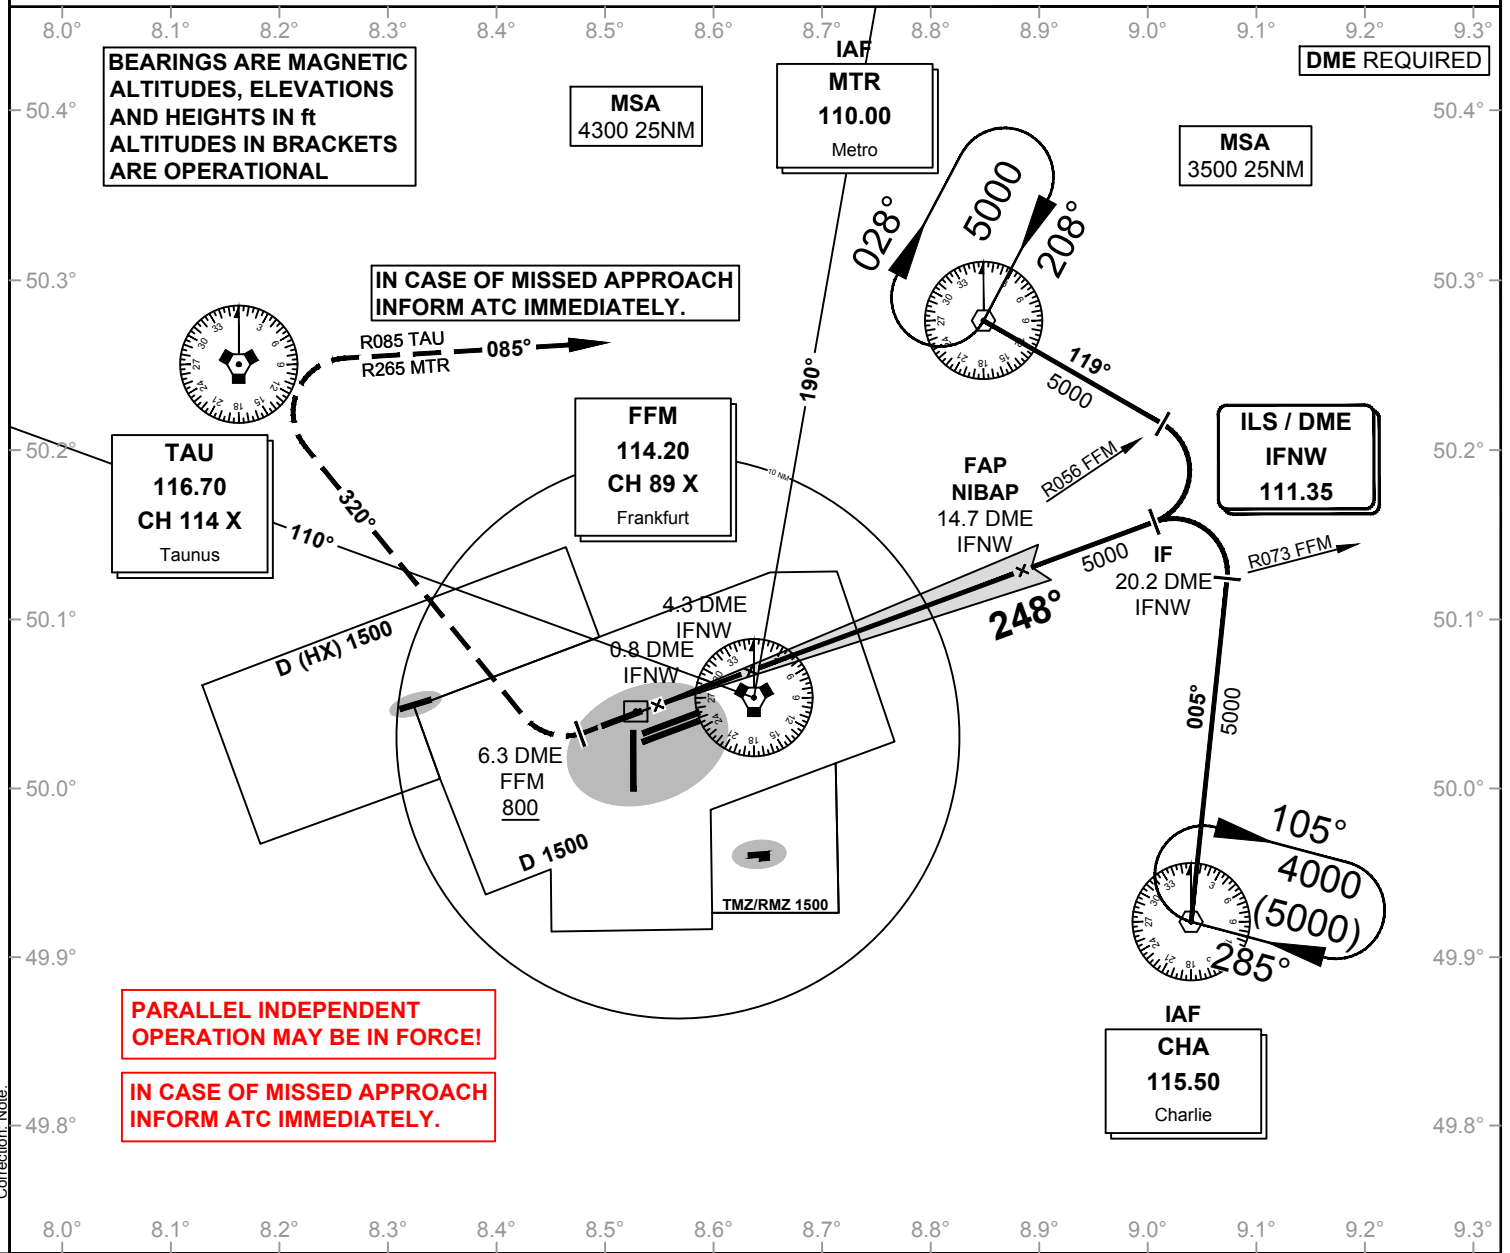 8.0° 8.1° 8.2° 8.3° 8.4° 8.5° 8.6° 8.7° 8.8° 8.9° 9.0° 9.1° 9.2° 9.3°
BEARINGS ARE MAGNETIC
ALTITUDES, ELEVATIONS
AND HEIGHTS IN ft
ALTITUDES IN BRACKETS
ARE OPERATIONAL
MSA
4300 25NM
IAF
MTR
110.00
Metro
DME REQUIRED
MSA
3500 25NM
50.4° 50.4°
50.3° 50.3°
50.2° 50.2°
50.1° 50.1°
50.0° 50.0°
49.9° 49.9°
49.8° 49.8°
028°
5000
208°
IN CASE OF MISSED APPROACH
INFORM ATC IMMEDIATELY.
R085 TAU
R265 MTR
085°
190°
119°
5000
TAU
116.70
CH 114 X
Taunus
320°
110°
FFM
114.20
CH 89 X
Frankfurt
10 NM
FAP
NIBAP
14.7 DME
IFNW
R056 FFM
ILS / DME
IFNW
111.35
5000
IF
20.2 DME
IFNW
R073 FFM
248°
4.3 DME
IFNW
0.8 DME
IFNW
D (HX) 1500
6.3 DME
FFM
800
D 1500
TMZ/RMZ 1500
005°
5000
105°
4000
(5000)
285°
IAF
CHA
115.50
Charlie
PARALLEL INDEPENDENT
OPERATION MAY BE IN FORCE!
IN CASE OF MISSED APPROACH
INFORM ATC IMMEDIATELY.
Correction: Note.
8.0° 8.1° 8.2° 8.3° 8.4° 8.5° 8.6° 8.7° 8.8° 8.9° 9.0° 9.1° 9.2° 9.3°